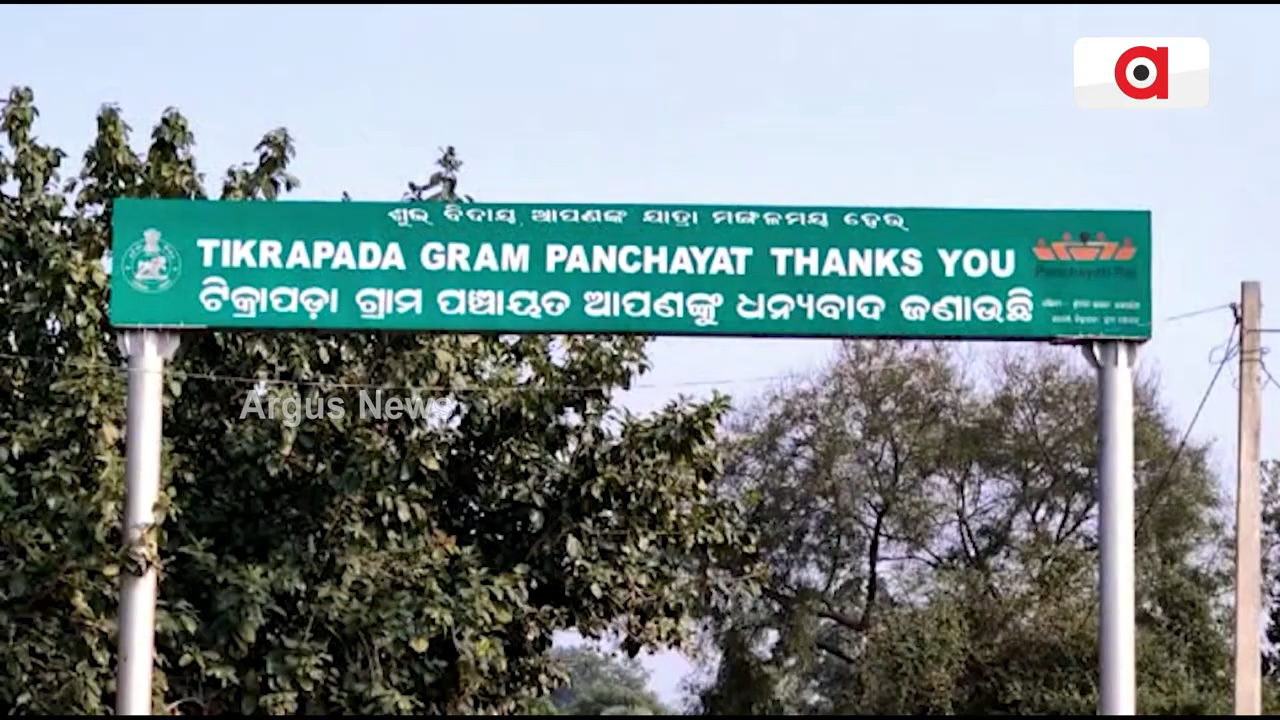 ଶୁଭ ବିଦାୟ, ଆପଣଙ୍କ ଯାତ୍ରା ମଙ୍ଗଳମୟ ହେଉ
TIKRAPADA GRAM PANCHAYAT THANKS YOU
ଟିକ୍ରାପଡ଼ା ଗ୍ରାମ ପଞ୍ଚାୟତ ଆପଣଙ୍କୁ ଧନ୍ୟବାଦ ଜଣାଉଛି
Panchayati Raj
Argus News